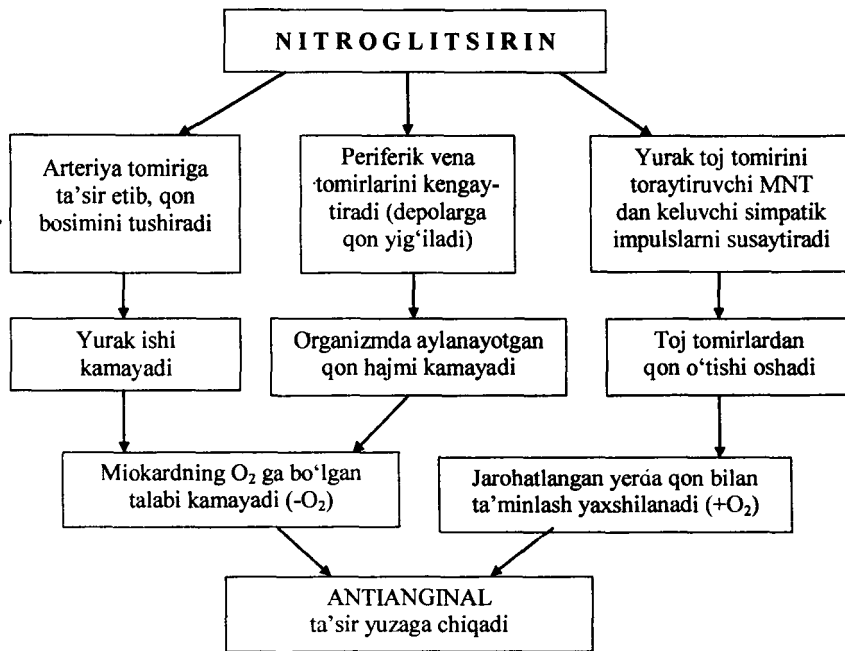 NITROGLITSIRIN
Arteriya tomiriga
ta'sir etib, qon
bosimini tushiradi
Periferik vena
tomirlarini kengay-
tiradi (depolarga
qon yig‘iladi)
Yurak toj tomirini
toraytiruvchi MNT
dan keluvchi simpatik
impulslarni susaytiradi
Yurak ishi
kamayadi
Organizmda aylanayotgan
qon hajmi kamayadi
Toj tomirlardan
qon o‘tishi oshadi
Miokardning O₂ ga bo‘lgan
talabi kamayadi (-O₂)
Jarohatlangan yerda qon bilan
ta'minlash yaxshilanadi (+O₂)
ANTIANGINAL
ta'sir yuzaga chiqadi